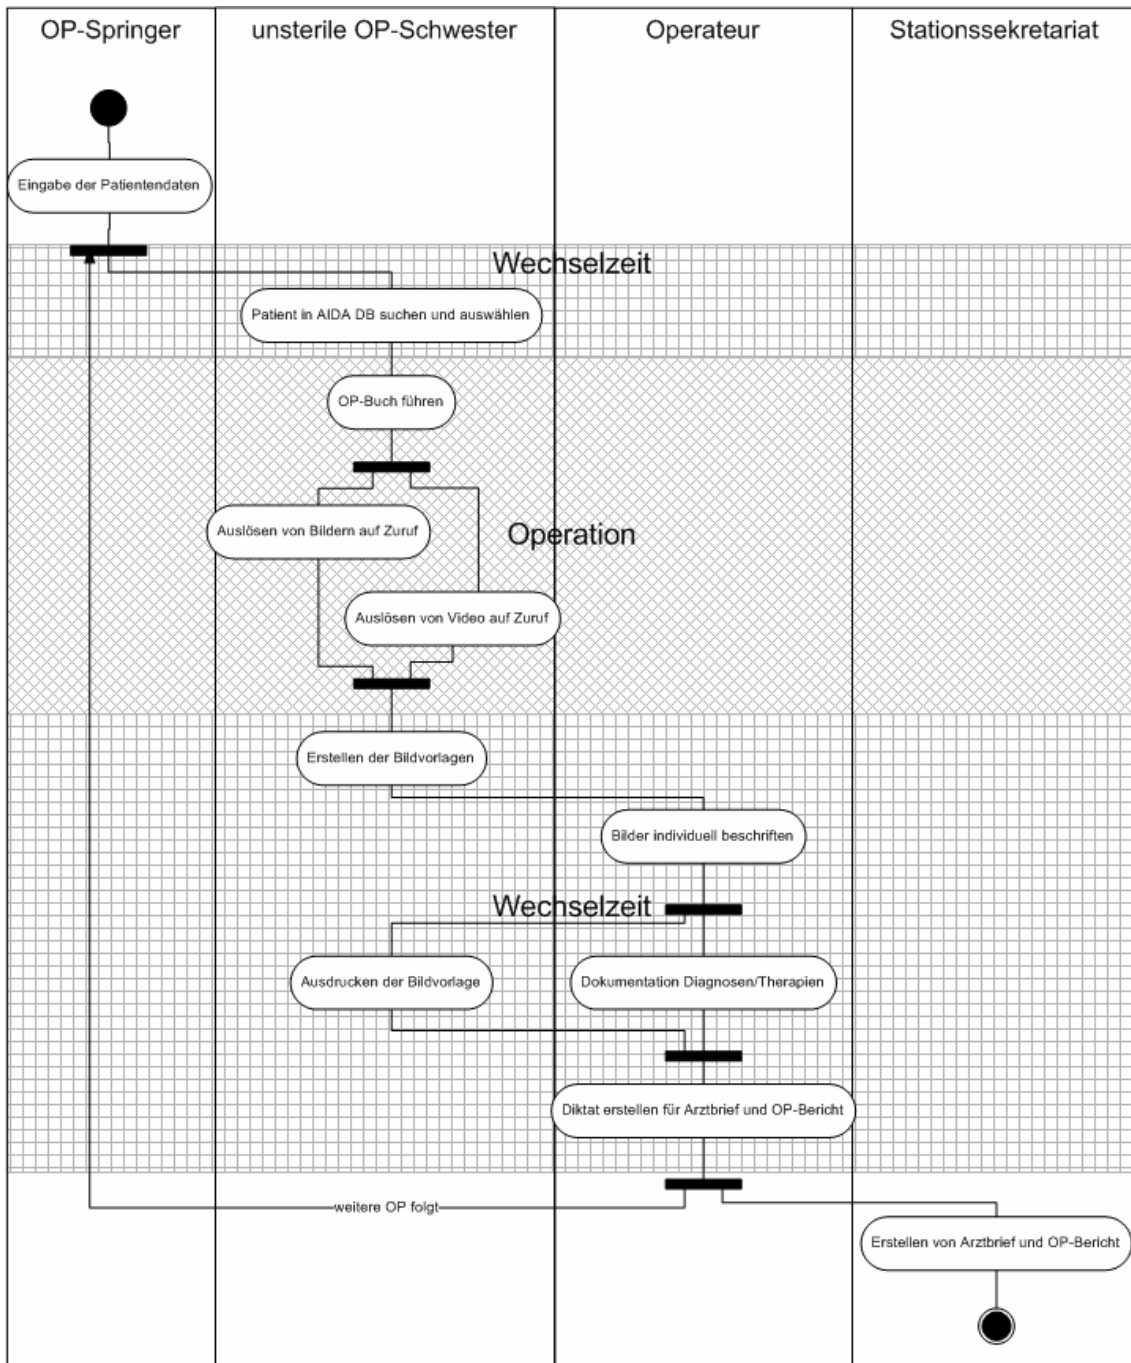 OP-Springer
unsterile OP-Schwester
Operateur
Stationssekretariat
Eingabe der Patientendaten
Wechselzeit
Patient in AIDA DB suchen und auswählen
OP-Buch führen
Auslösen von Bildern auf Zuruf
Operation
Auslösen von Video auf Zuruf
Erstellen der Bildvorlagen
Bilder individuell beschriften
Wechselzeit
Ausdrucken der Bildvorlage
Dokumentation Diagnosen/Therapien
Diktat erstellen für Arztbrief und OP-Bericht
weitere OP folgt
Erstellen von Arztbrief und OP-Bericht